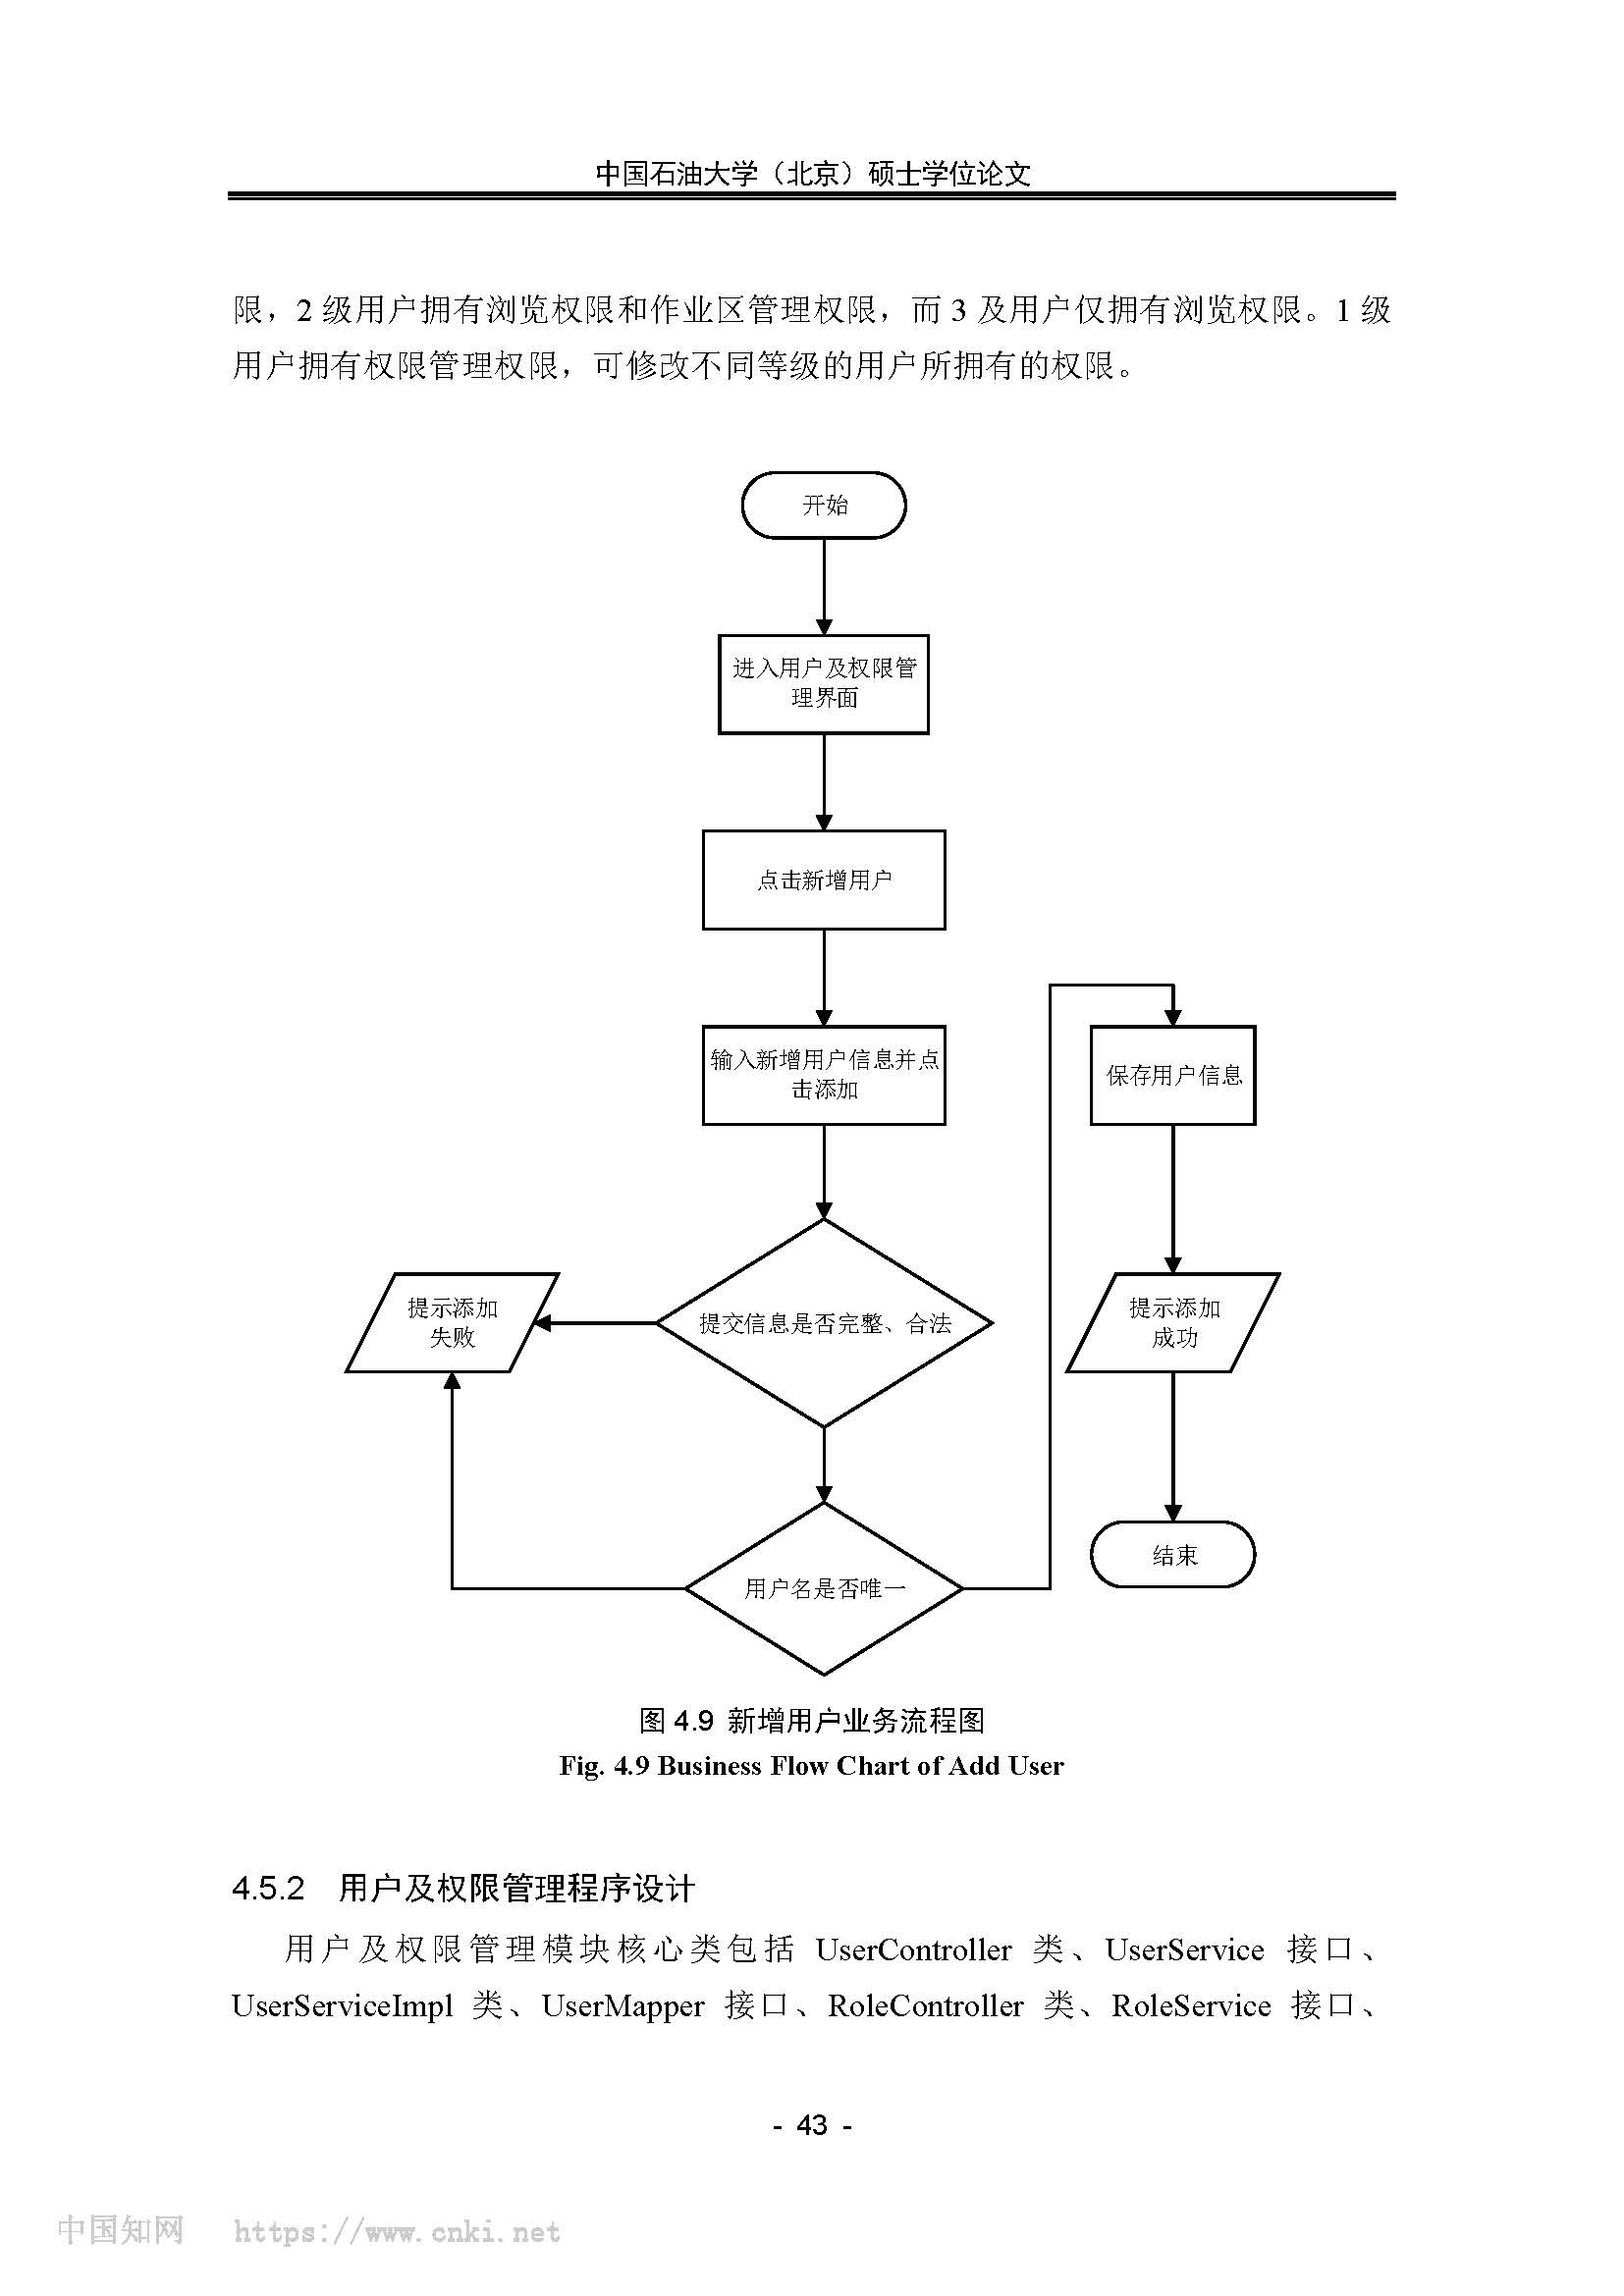 中国石油大学（北京）硕士学位论文
限，2 级用户拥有浏览权限和作业区管理权限，而 3 及用户仅拥有浏览权限。1 级
用户拥有权限管理权限，可修改不同等级的用户所拥有的权限。
开始
进入用户及权限管
理界面
点击新增用户
输入新增用户信息并点
击添加
保存用户信息
提示添加
失败
提交信息是否完整、合法
提示添加
成功
用户名是否唯一
结束
图 4.9 新增用户业务流程图
Fig. 4.9 Business Flow Chart of Add User
4.5.2 用户及权限管理程序设计
用户及权限管理模块核心类包括 UserController 类、UserService 接口、
UserServiceImpl 类、UserMapper 接口、RoleController 类、RoleService 接口、
- 43 -
中国知网 https://www.cnki.net